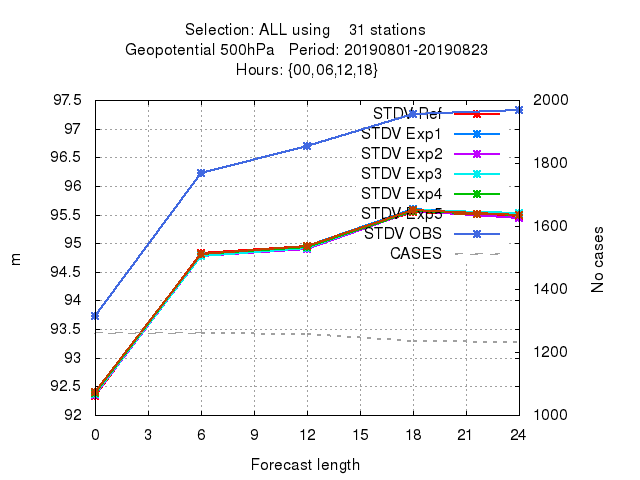 Selection: ALL using    31 stations
Geopotential 500hPa   Period: 20190801-20190823
Hours: {00,06,12,18}
97.5
97
96.5
96
95.5
95
94.5
94
93.5
93
92.5
92
m
STDV Ref
STDV Exp1
STDV Exp2
STDV Exp3
STDV Exp4
STDV Exp5
STDV OBS
CASES
2000
1800
1600
1400
1200
1000
No cases
0 3 6 9 12 15 18 21 24
Forecast length